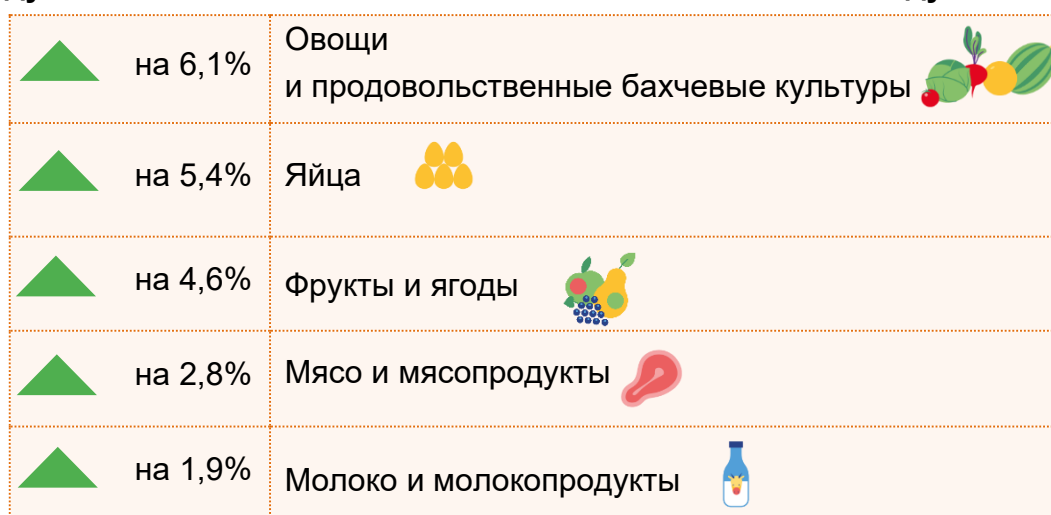 на 6,1%
Овощи
и продовольственные бахчевые культуры
на 5,4%
Яйца
на 4,6%
Фрукты и ягоды
на 2,8%
Мясо и мясопродукты
на 1,9%
Молоко и молокопродукты